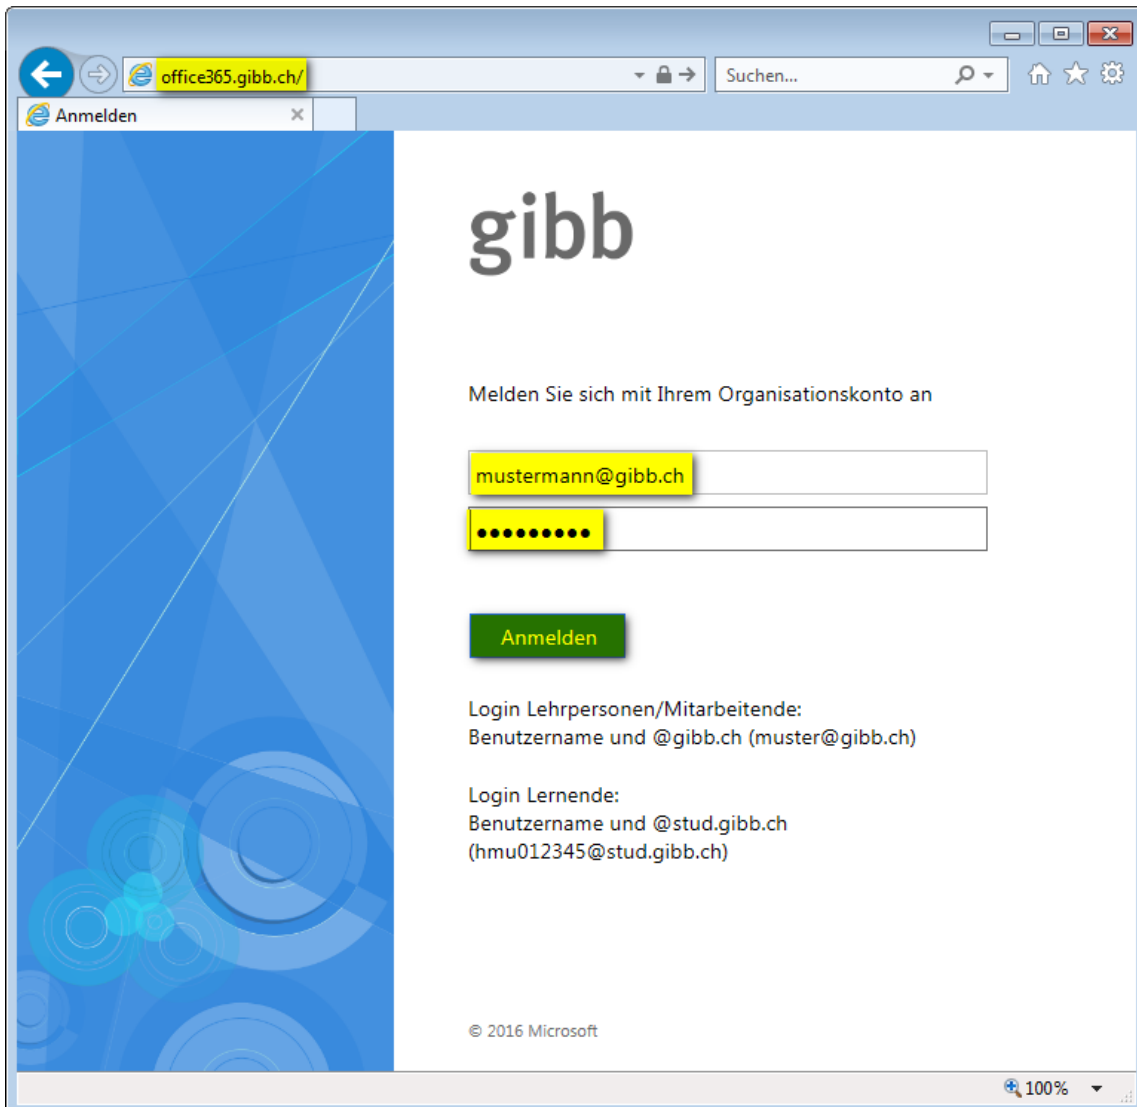 office365.gibb.ch/
Suchen...
Anmelden
gibb
Melden Sie sich mit Ihrem Organisationskonto an
mustermann@gibb.ch
•••••••••
Anmelden
Login Lehrpersonen/Mitarbeitende:
Benutzername und @gibb.ch (muster@gibb.ch)
Login Lernende:
Benutzername und @stud.gibb.ch
(hmu012345@stud.gibb.ch)
© 2016 Microsoft
100%